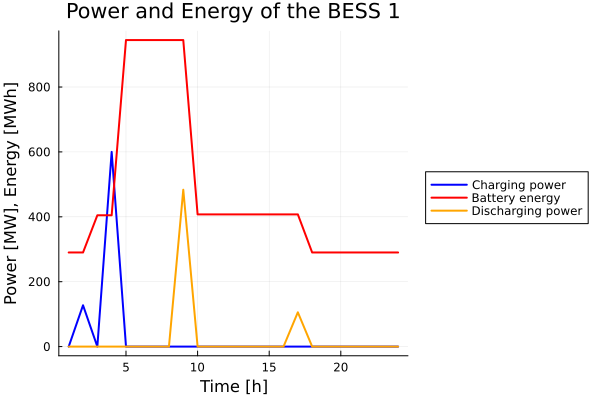 Power and Energy of the BESS 1
Power [MW], Energy [MWh]
800
600
400
200
0
5 10 15 20
Time [h]
Charging power
Battery energy
Discharging power